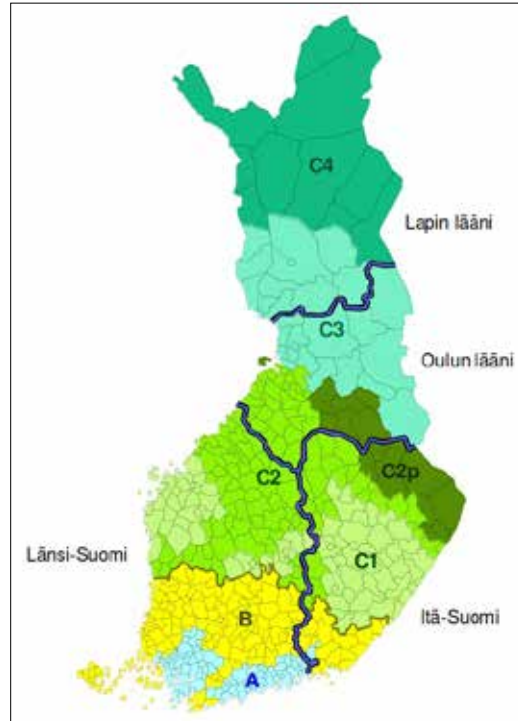 C4
Lapin lääni
C3
Oulun lääni
C2
C2p
Länsi-Suomi
C1
B
Itä-Suomi
A